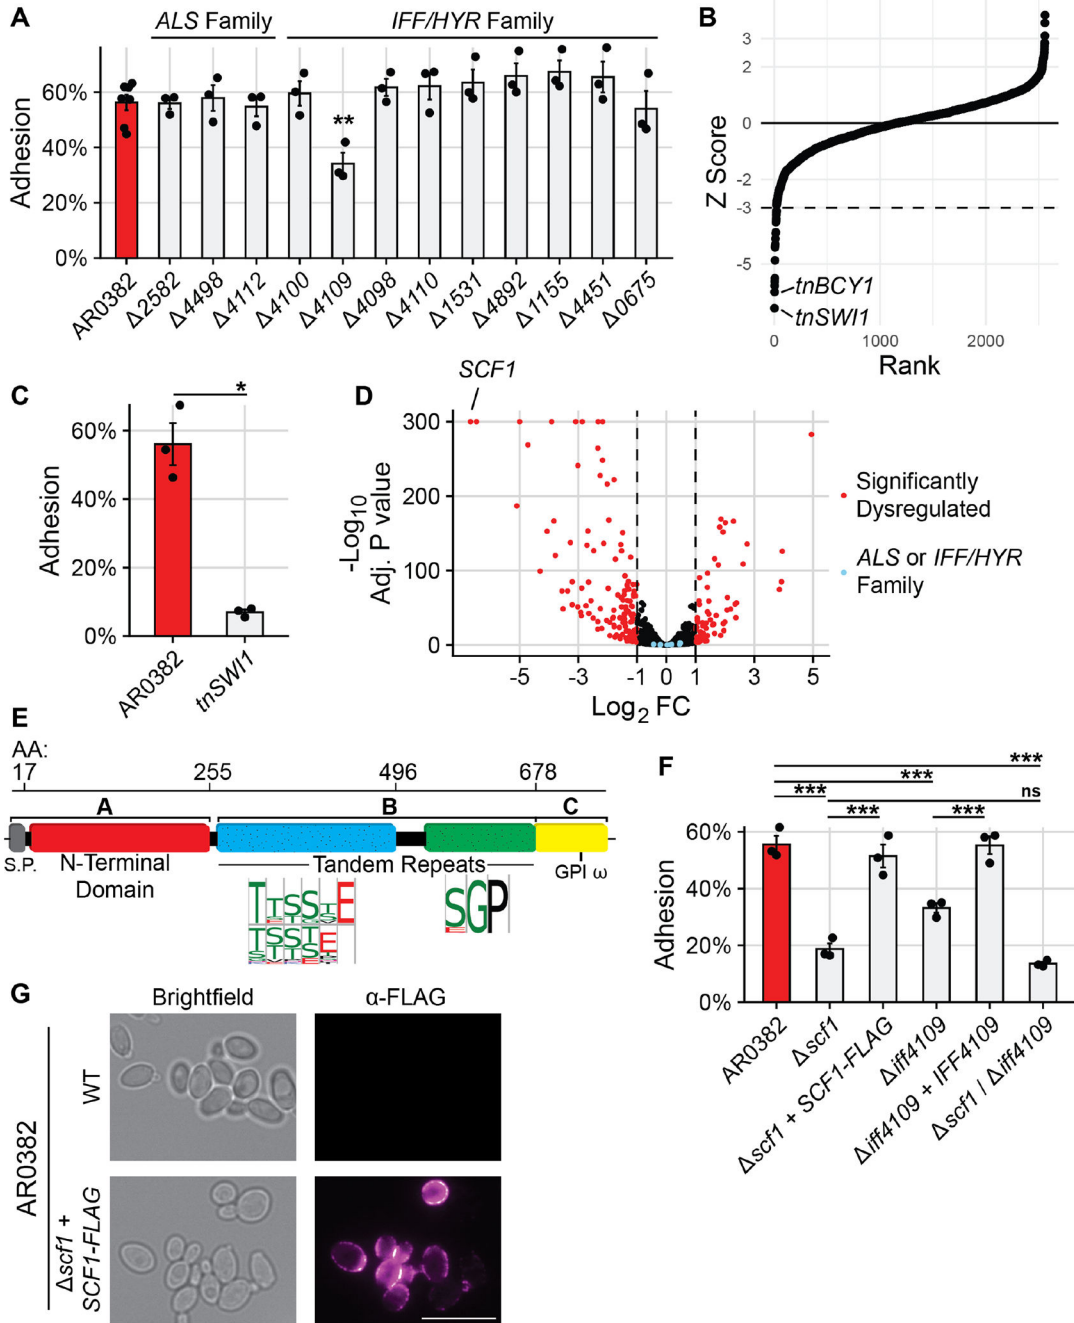 A
ALS Family
IFF/HYR Family
Adhesion
60%
40%
20%
0%
AR0382
Δ2582
Δ4498
Δ4112
Δ4100
Δ4109
Δ4098
Δ4110
Δ1531
Δ4892
Δ1155
Δ4451
Δ0675
**
B
Z Score
3
2
0
-2
-3
-5
tnBCY1
tnSWI1
0
1000
2000
Rank
C
*
Adhesion
60%
40%
20%
0%
AR0382
tnSWI1
D
SCF1
-Log10
Adj. P value
300
200
100
0
-5
-3
-1
0
1
3
5
Log2 FC
Significantly
Dysregulated
ALS or IFF/HYR
Family
E
AA:
17
255
496
678
A
B
C
S.P.
N-Terminal
Domain
Tandem Repeats
GPI ω
SGP
F
***
***
*** ns
*** ***
Adhesion
60%
40%
20%
0%
AR0382
Δscf1
Δscf1 + SCF1-FLAG
Δiff4109
Δiff4109 + IFF4109
Δscf1 / Δiff4109
G
Brightfield
α-FLAG
AR0382
WT
Δscf1 +
SCF1-FLAG